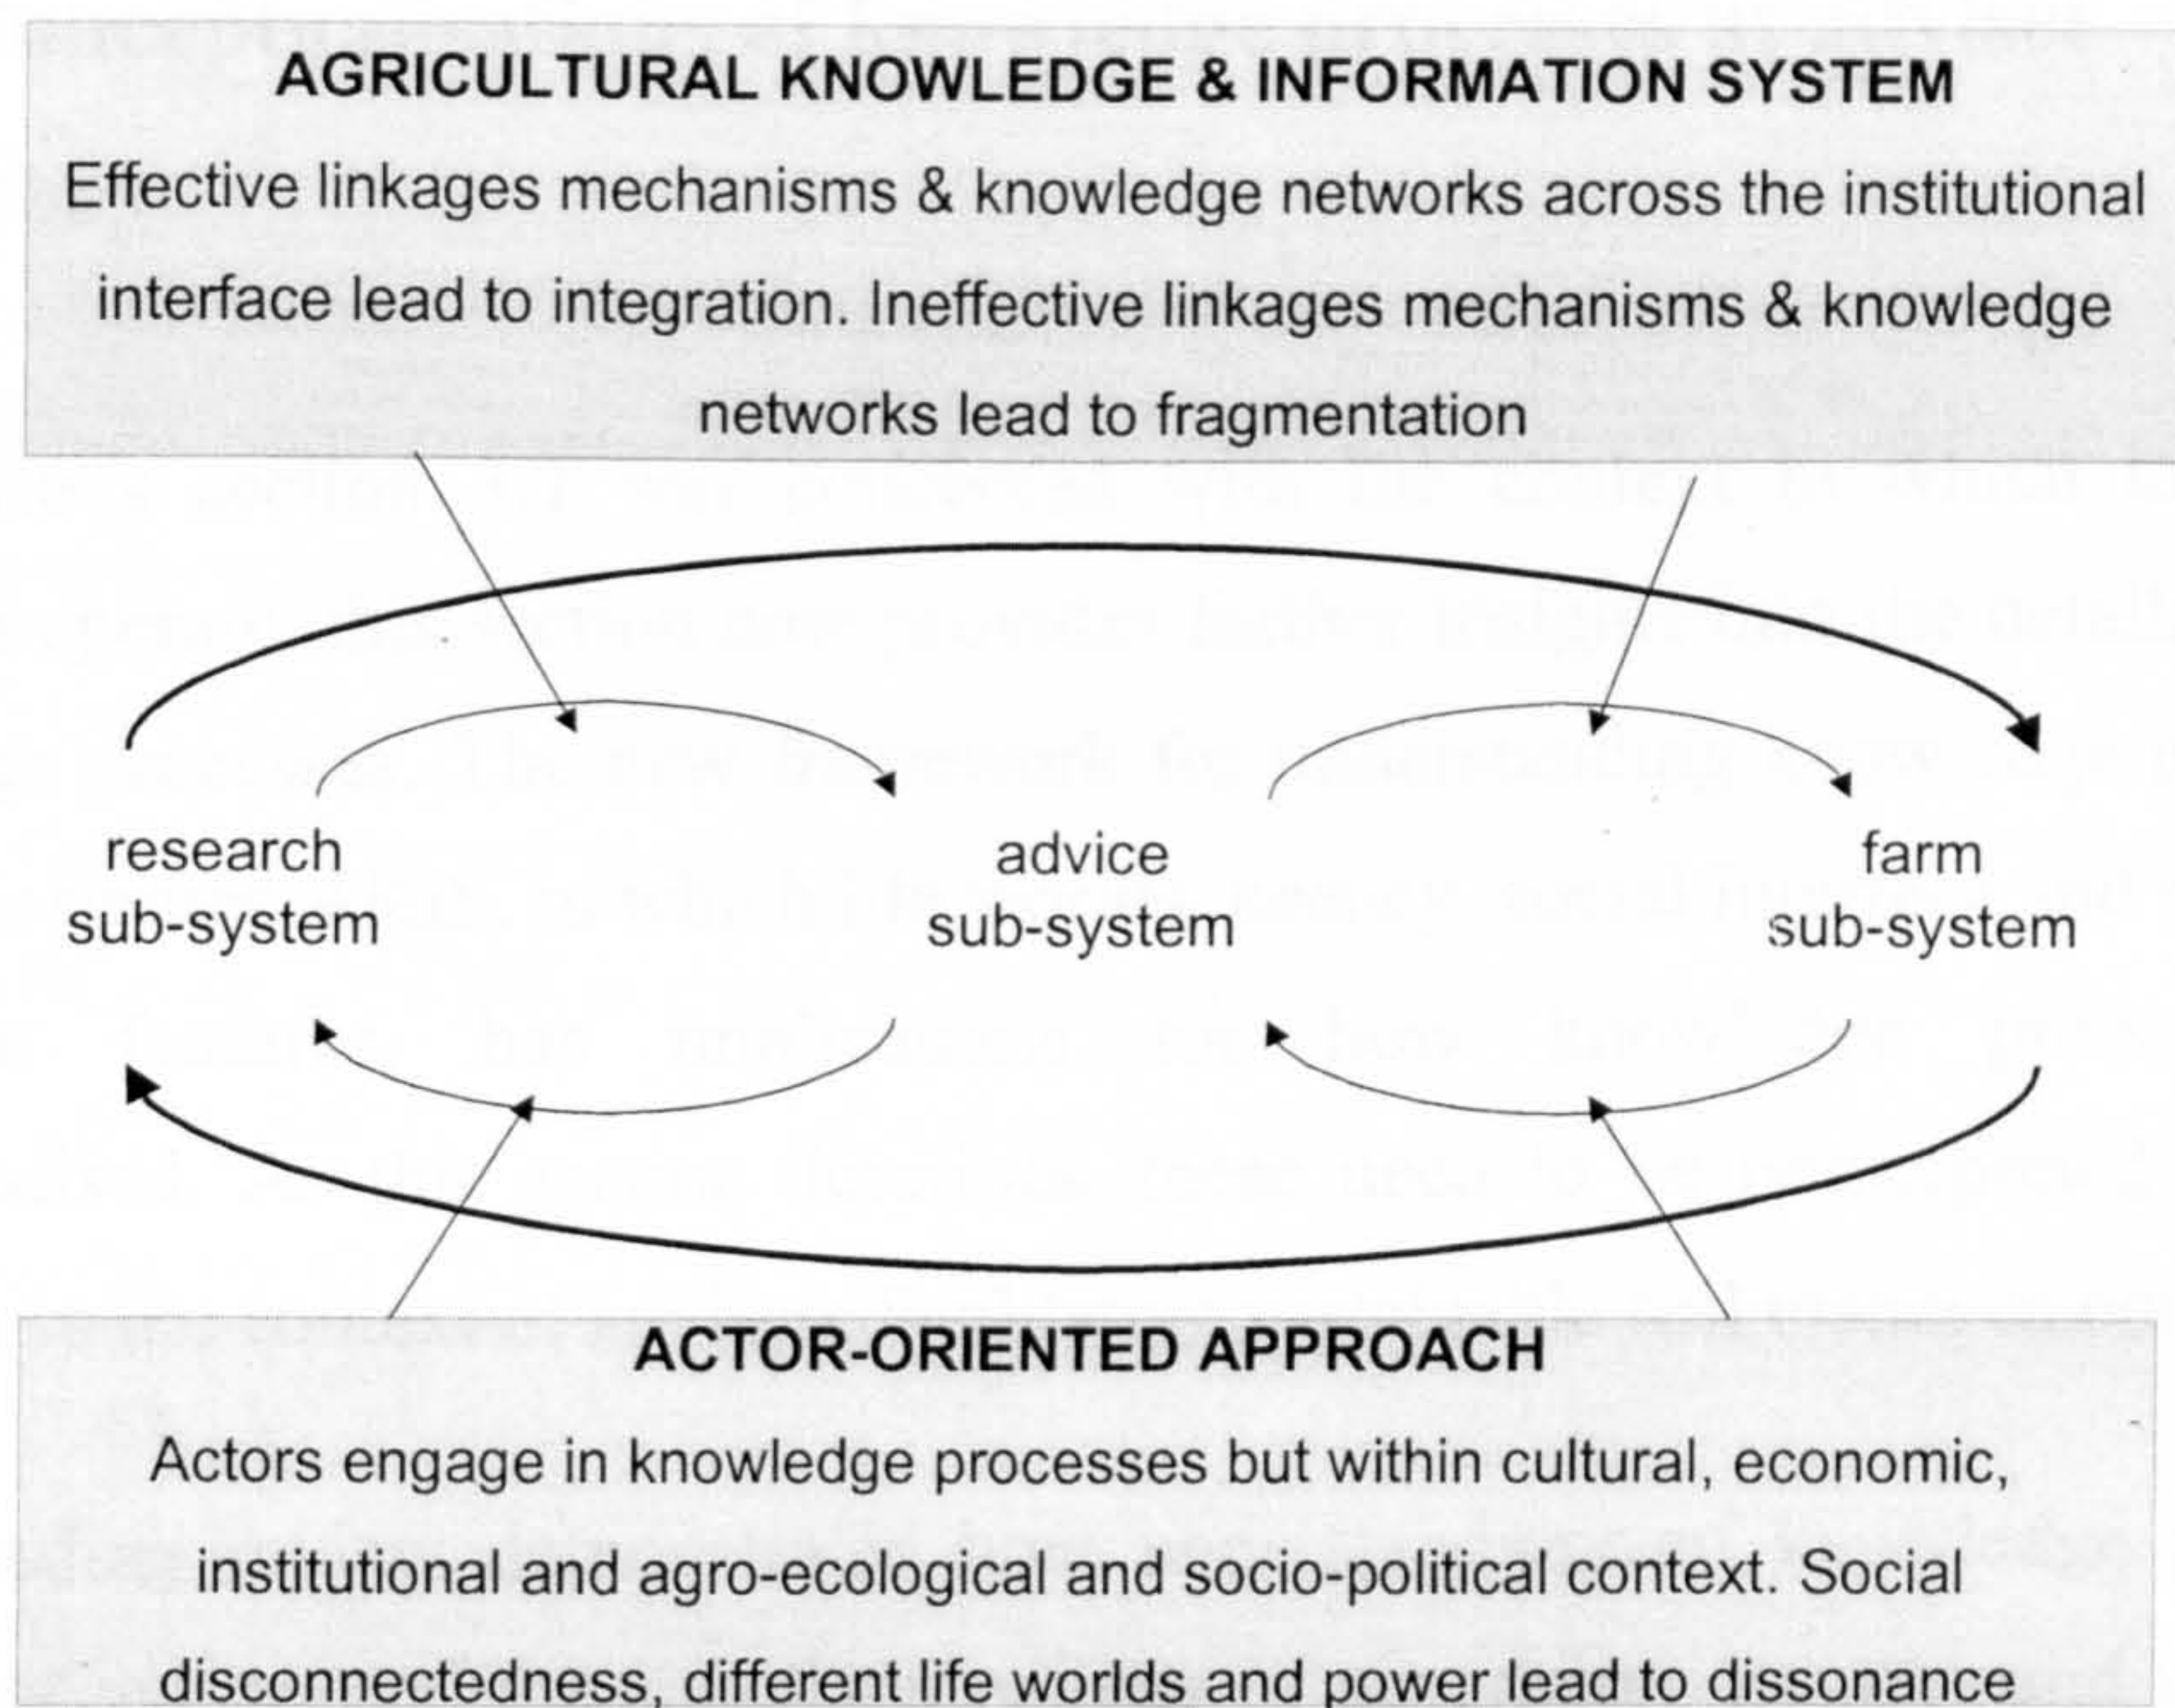 AGRICULTURAL KNOWLEDGE & INFORMATION SYSTEM
Effective linkages mechanisms & knowledge networks across the institutional
interface lead to integration. Ineffective linkages mechanisms & knowledge
networks lead to fragmentation
research
sub-system
advice
sub-system
farm
sub-system
ACTOR-ORIENTED APPROACH
Actors engage in knowledge processes but within cultural, economic,
institutional and agro-ecological and socio-political context. Social
disconnectedness, different life worlds and power lead to dissonance